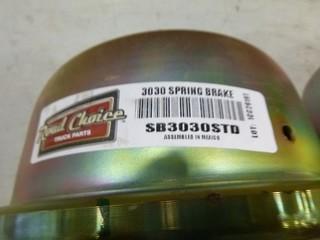 3030 SPRING BRAKE
Road Choice
TRUCK PARTS
SB3030STD
ASSEMBLED IN MEXICO
LOT: